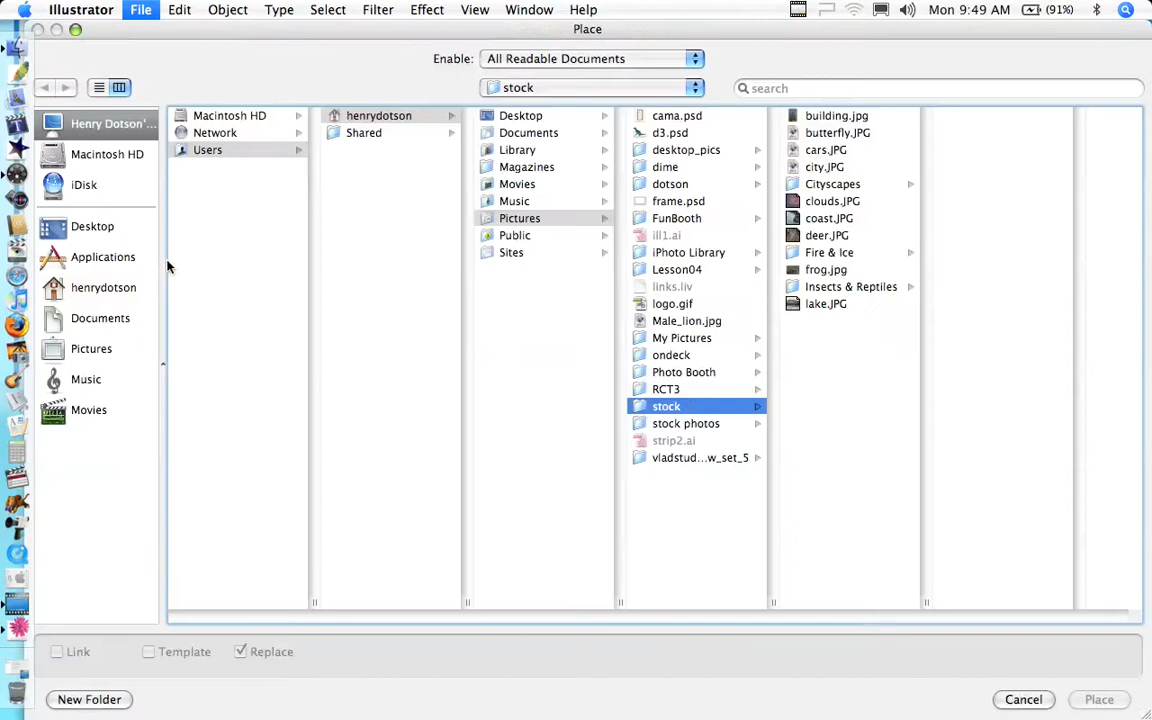 Illustrator File Edit Object Type Select Filter Effect View Window Help Mon 9:49 AM (91%)
Place
Enable: All Readable Documents
stock
search
Henry Dotson'...
Macintosh HD
iDisk
Desktop
Applications
henrydotson
Documents
Pictures
Music
Movies
Macintosh HD
Network
Users
henrydotson
Shared
Desktop
Documents
Library
Magazines
Movies
Music
Pictures
Public
Sites
cama.psd
d3.psd
desktop_pics
dime
dotson
frame.psd
FunBooth
ill1.ai
iPhoto Library
Lesson04
links.liv
logo.gif
Male_lion.jpg
My Pictures
ondeck
Photo Booth
RCT3
stock
stock photos
strip2.ai
vladstud...w_set_5
building.jpg
butterfly.JPG
cars.JPG
city.JPG
Cityscapes
clouds.JPG
coast.JPG
deer.JPG
Fire & Ice
frog.jpg
Insects & Reptiles
lake.JPG
Link Template Replace
New Folder Cancel Place